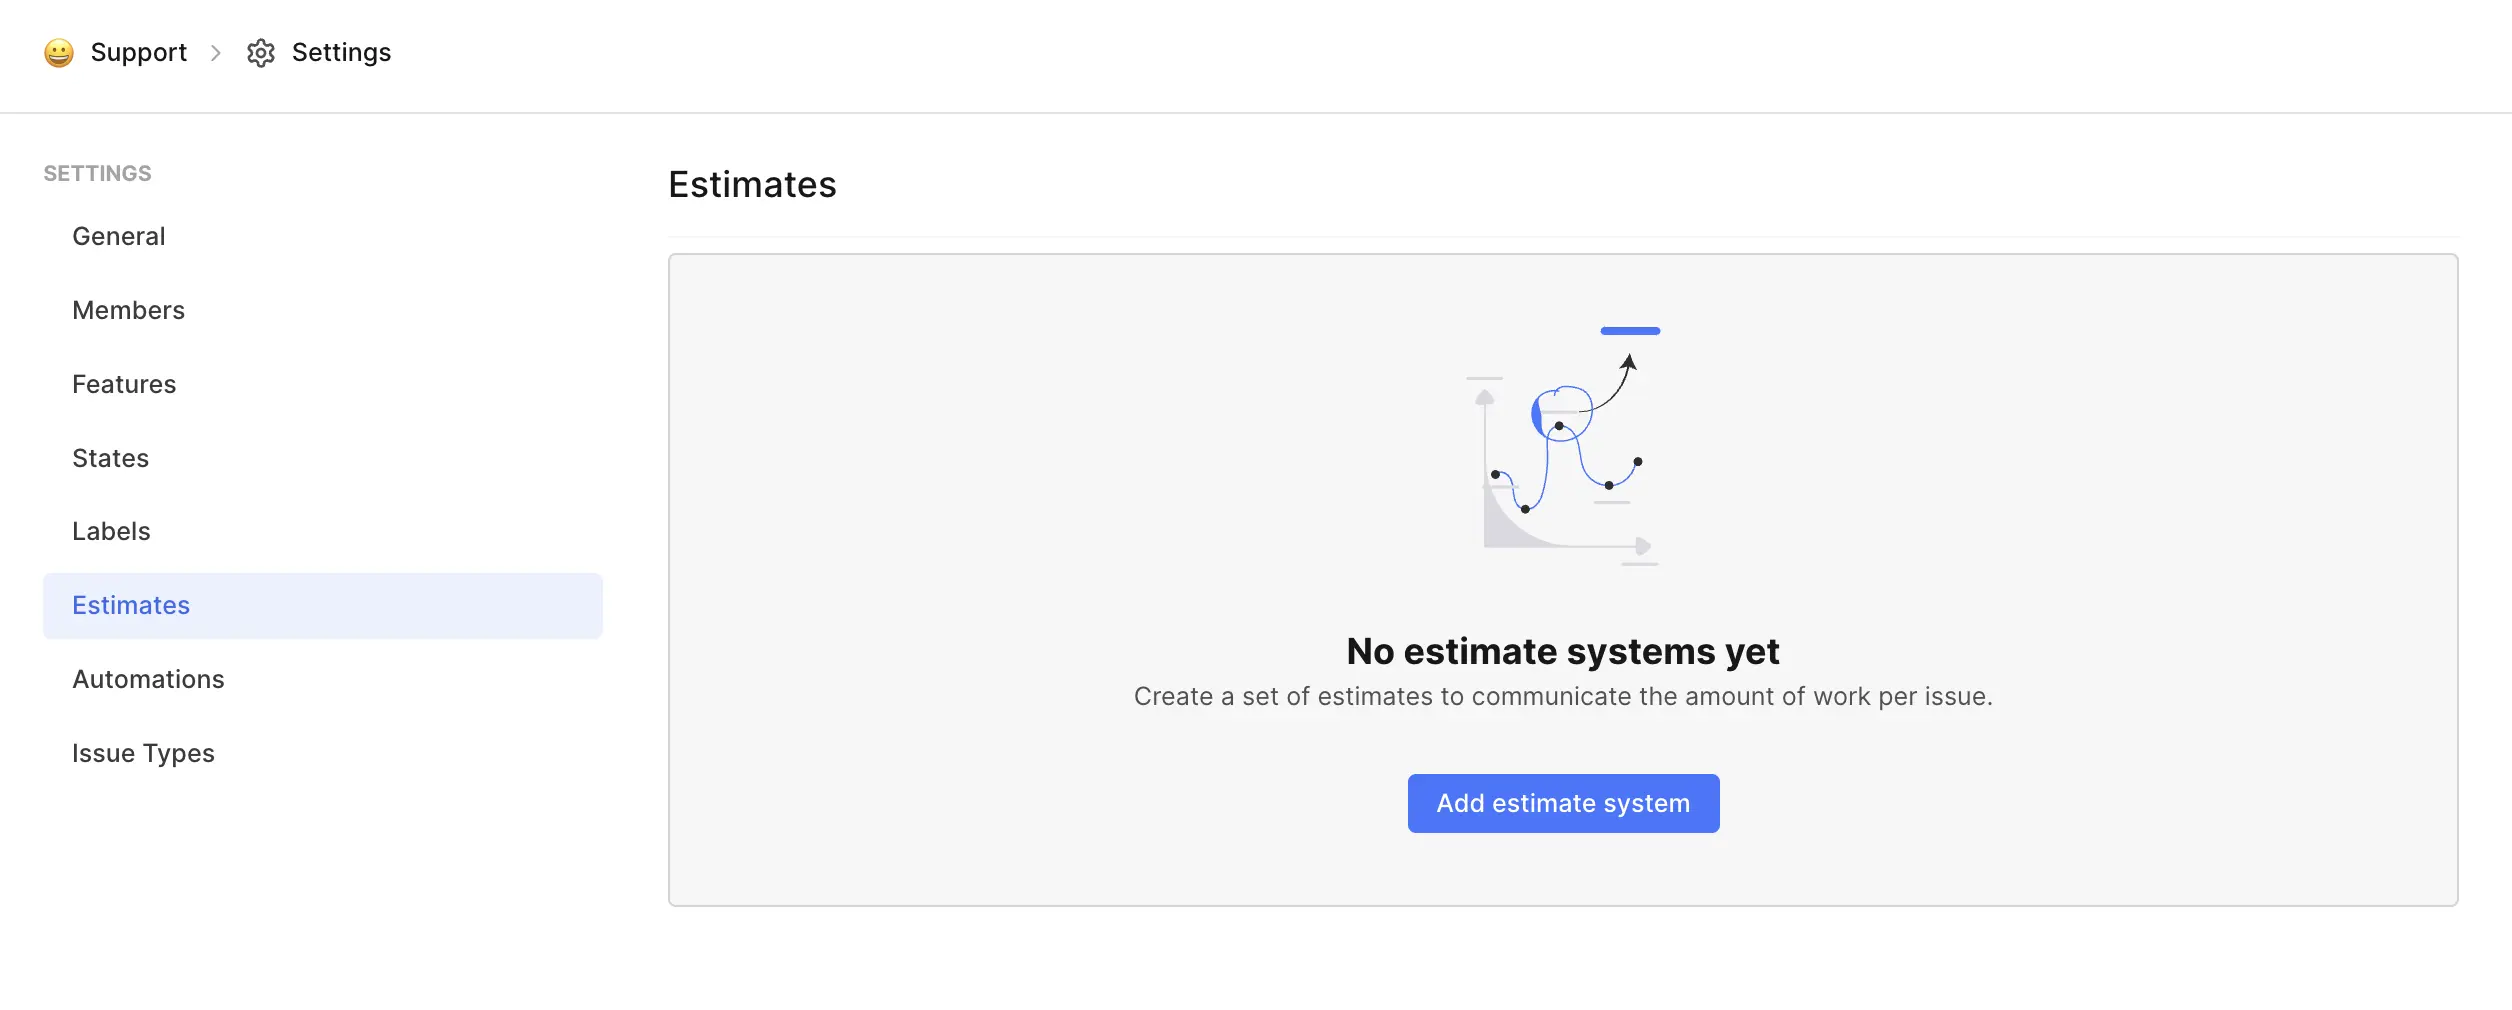 Support
Settings
SETTINGS
General
Members
Features
States
Labels
Estimates
Automations
Issue Types
Estimates
No estimate systems yet
Create a set of estimates to communicate the amount of work per issue.
Add estimate system